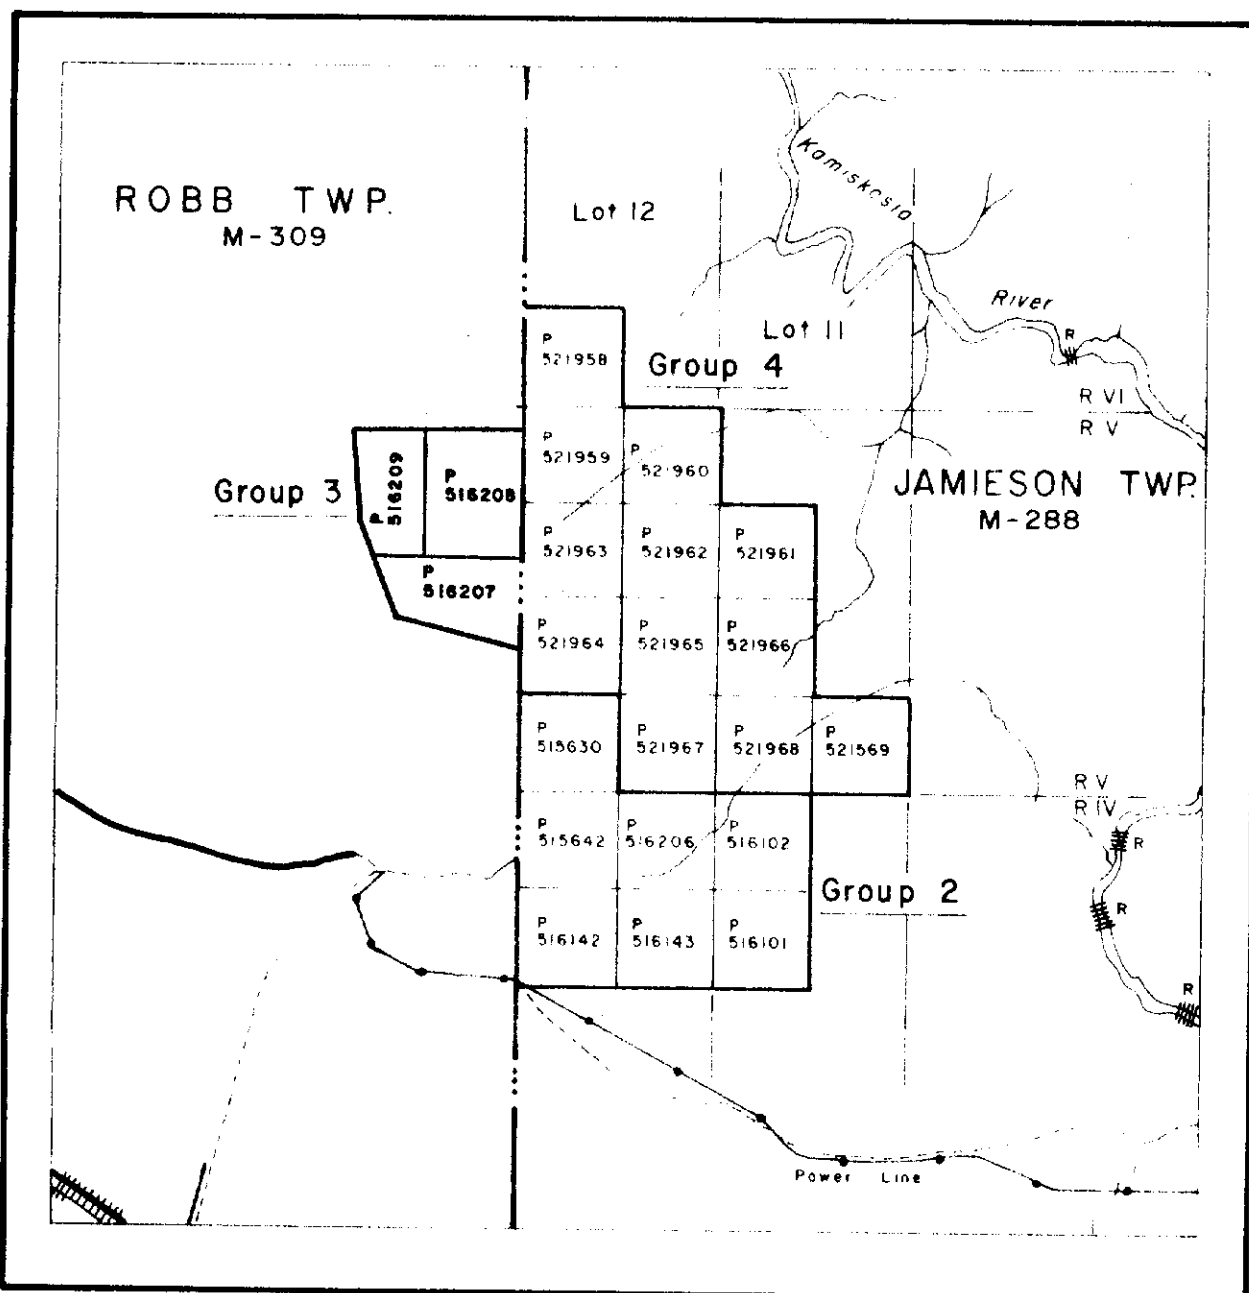 ROBB TWP.
M-309
Lot 12
Kamiskasia
River
Lot 11
R
R VI
R V
P
521958
Group 4
P
521959
P
521960
Group 3
P
516209
P
516208
JAMIESON TWP.
M-288
P
521963
P
521962
P
521961
P
516207
P
521964
P
521965
P
521966
P
515630
P
521967
P
521968
P
521569
R V
R IV
P
515642
P
516206
P
516102
R
Group 2
R
P
516142
P
516143
P
516101
R
Power Line